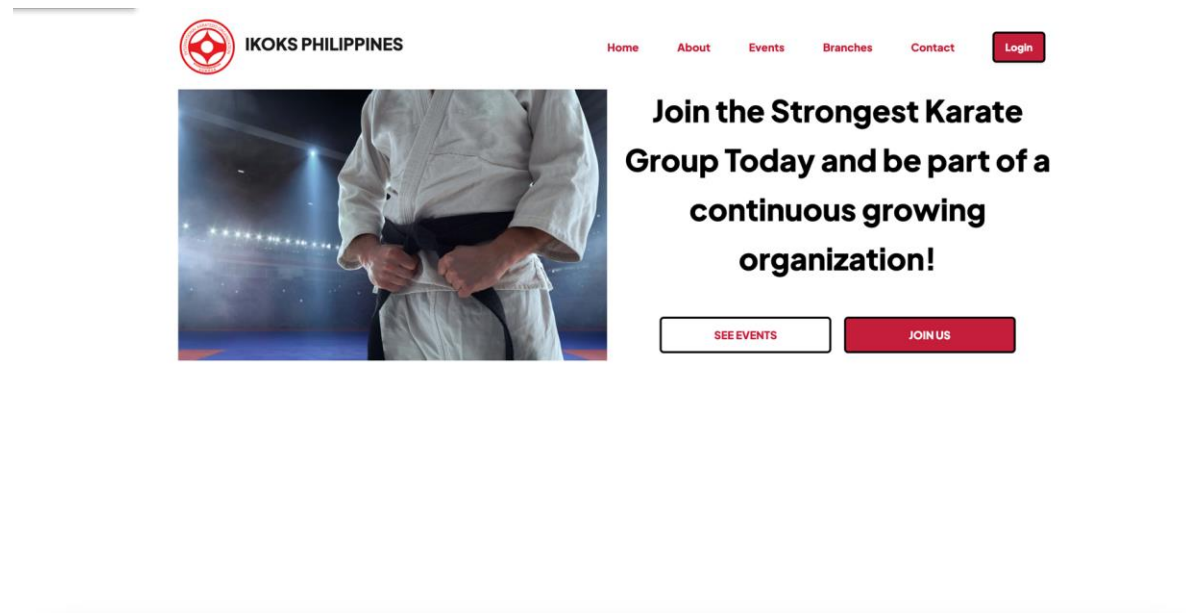 IKOKS PHILIPPINES
Home About Events Branches Contact Login
Join the Strongest Karate
Group Today and be part of a
continuous growing
organization!
SEE EVENTS JOIN US